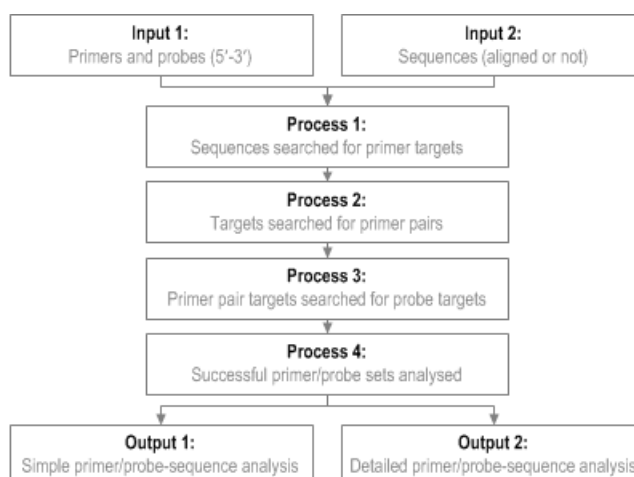 Input 1:
Primers and probes (5′-3′)
Input 2:
Sequences (aligned or not)
Process 1:
Sequences searched for primer targets
Process 2:
Targets searched for primer pairs
Process 3:
Primer pair targets searched for probe targets
Process 4:
Successful primer/probe sets analysed
Output 1:
Simple primer/probe-sequence analysis
Output 2:
Detailed primer/probe-sequence analysis